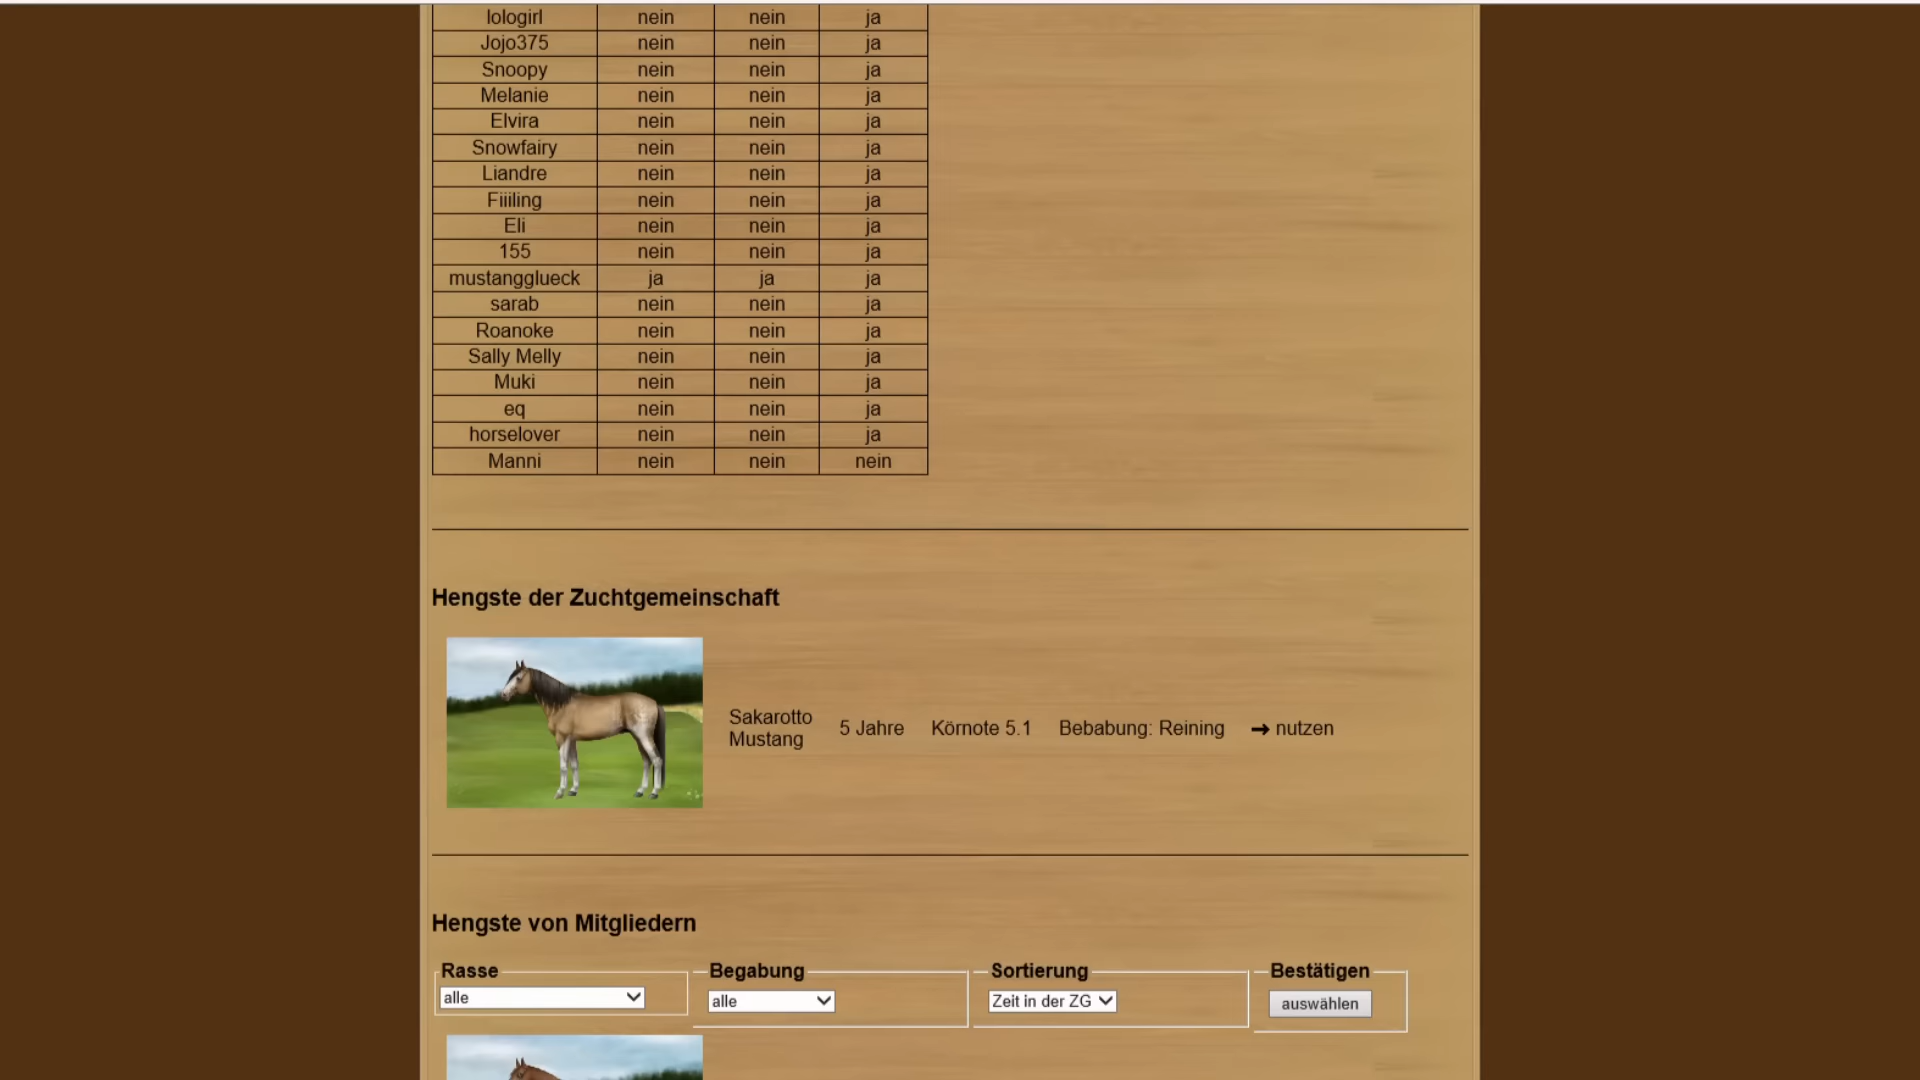 lologirl nein nein ja
Jojo375 nein nein ja
Snoopy nein nein ja
Melanie nein nein ja
Elvira nein nein ja
Snowfairy nein nein ja
Liandre nein nein ja
Fiiiling nein nein ja
Eli nein nein ja
155 nein nein ja
mustangglueck ja ja ja
sarab nein nein ja
Roanoke nein nein ja
Sally Melly nein nein ja
Muki nein nein ja
eq nein nein ja
horselover nein nein ja
Manni nein nein nein
Hengste der Zuchtgemeinschaft
Sakarotto
Mustang
5 Jahre Körnote 5.1 Bebabung: Reining → nutzen
Hengste von Mitgliedern
Rasse Begabung Sortierung Bestätigen
alle alle Zeit in der ZG auswählen